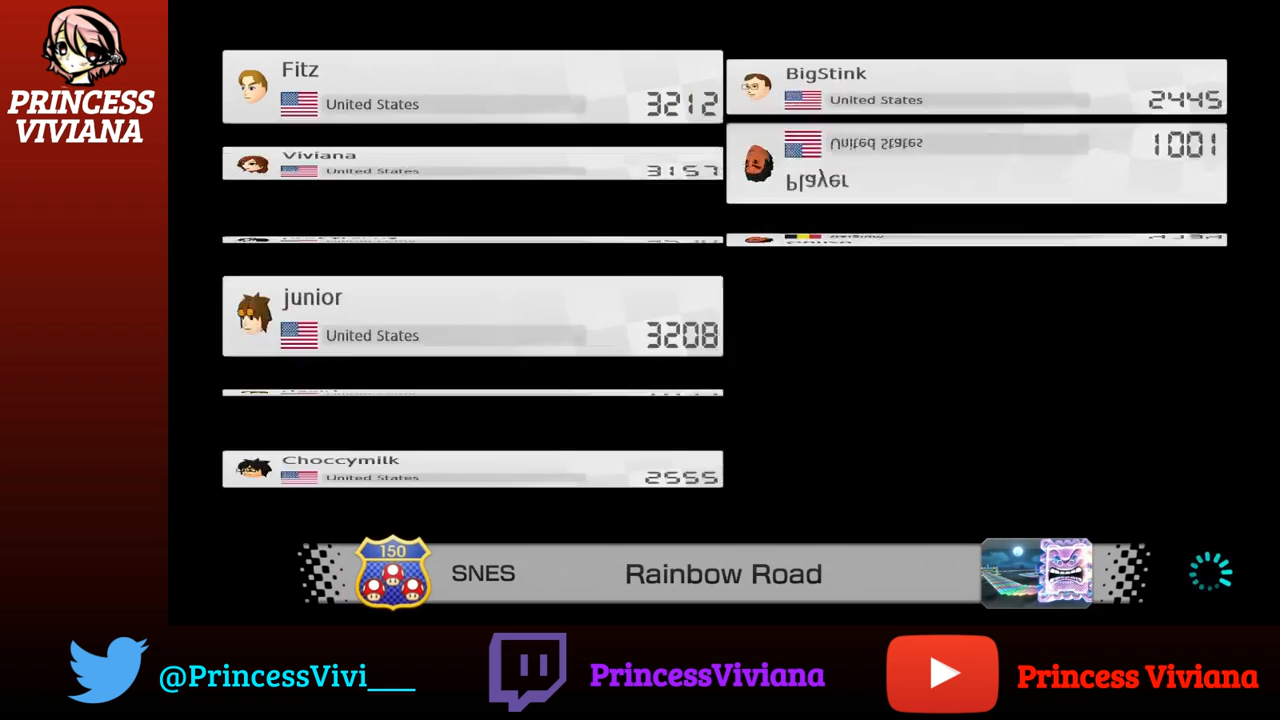 PRINCESS
VIVIANA
Fitz
United States
3212
Viviana
United States
3157
junior
United States
3208
Choccymilk
United States
2555
BigStink
United States
2445
United States
1001
Player
150
SNES
Rainbow Road
@PrincessVivi___
PrincessViviana
Princess Viviana